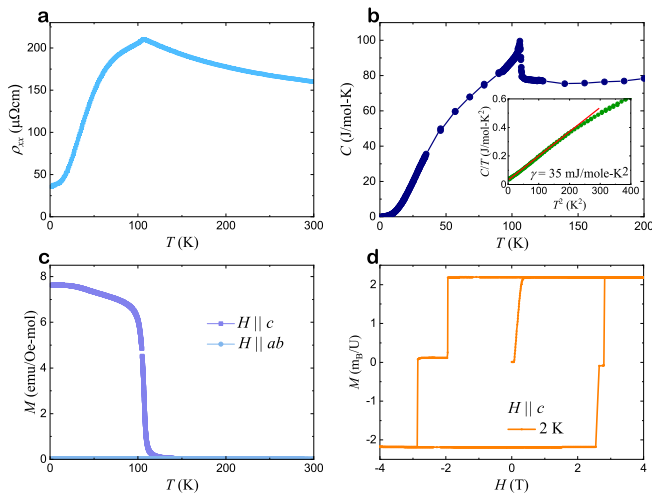 a
200
150
100
50
0
ρxx (μΩcm)
0 100 200 300
T (K)
b
100
80
60
40
20
0
C (J/mol-K)
0 50 100 150 200
T (K)
0.6
0.4
0.2
0
C/T (J/mol-K²)
γ = 35 mJ/mole-K²
0 100 200 300 400
T² (K²)
c
8
6
4
2
0
M (emu/Oe-mol)
H || c
H || ab
0 100 200 300
T (K)
d
2
1
0
-1
-2
M (mB/U)
H || c
2 K
-4 -2 0 2 4
H (T)